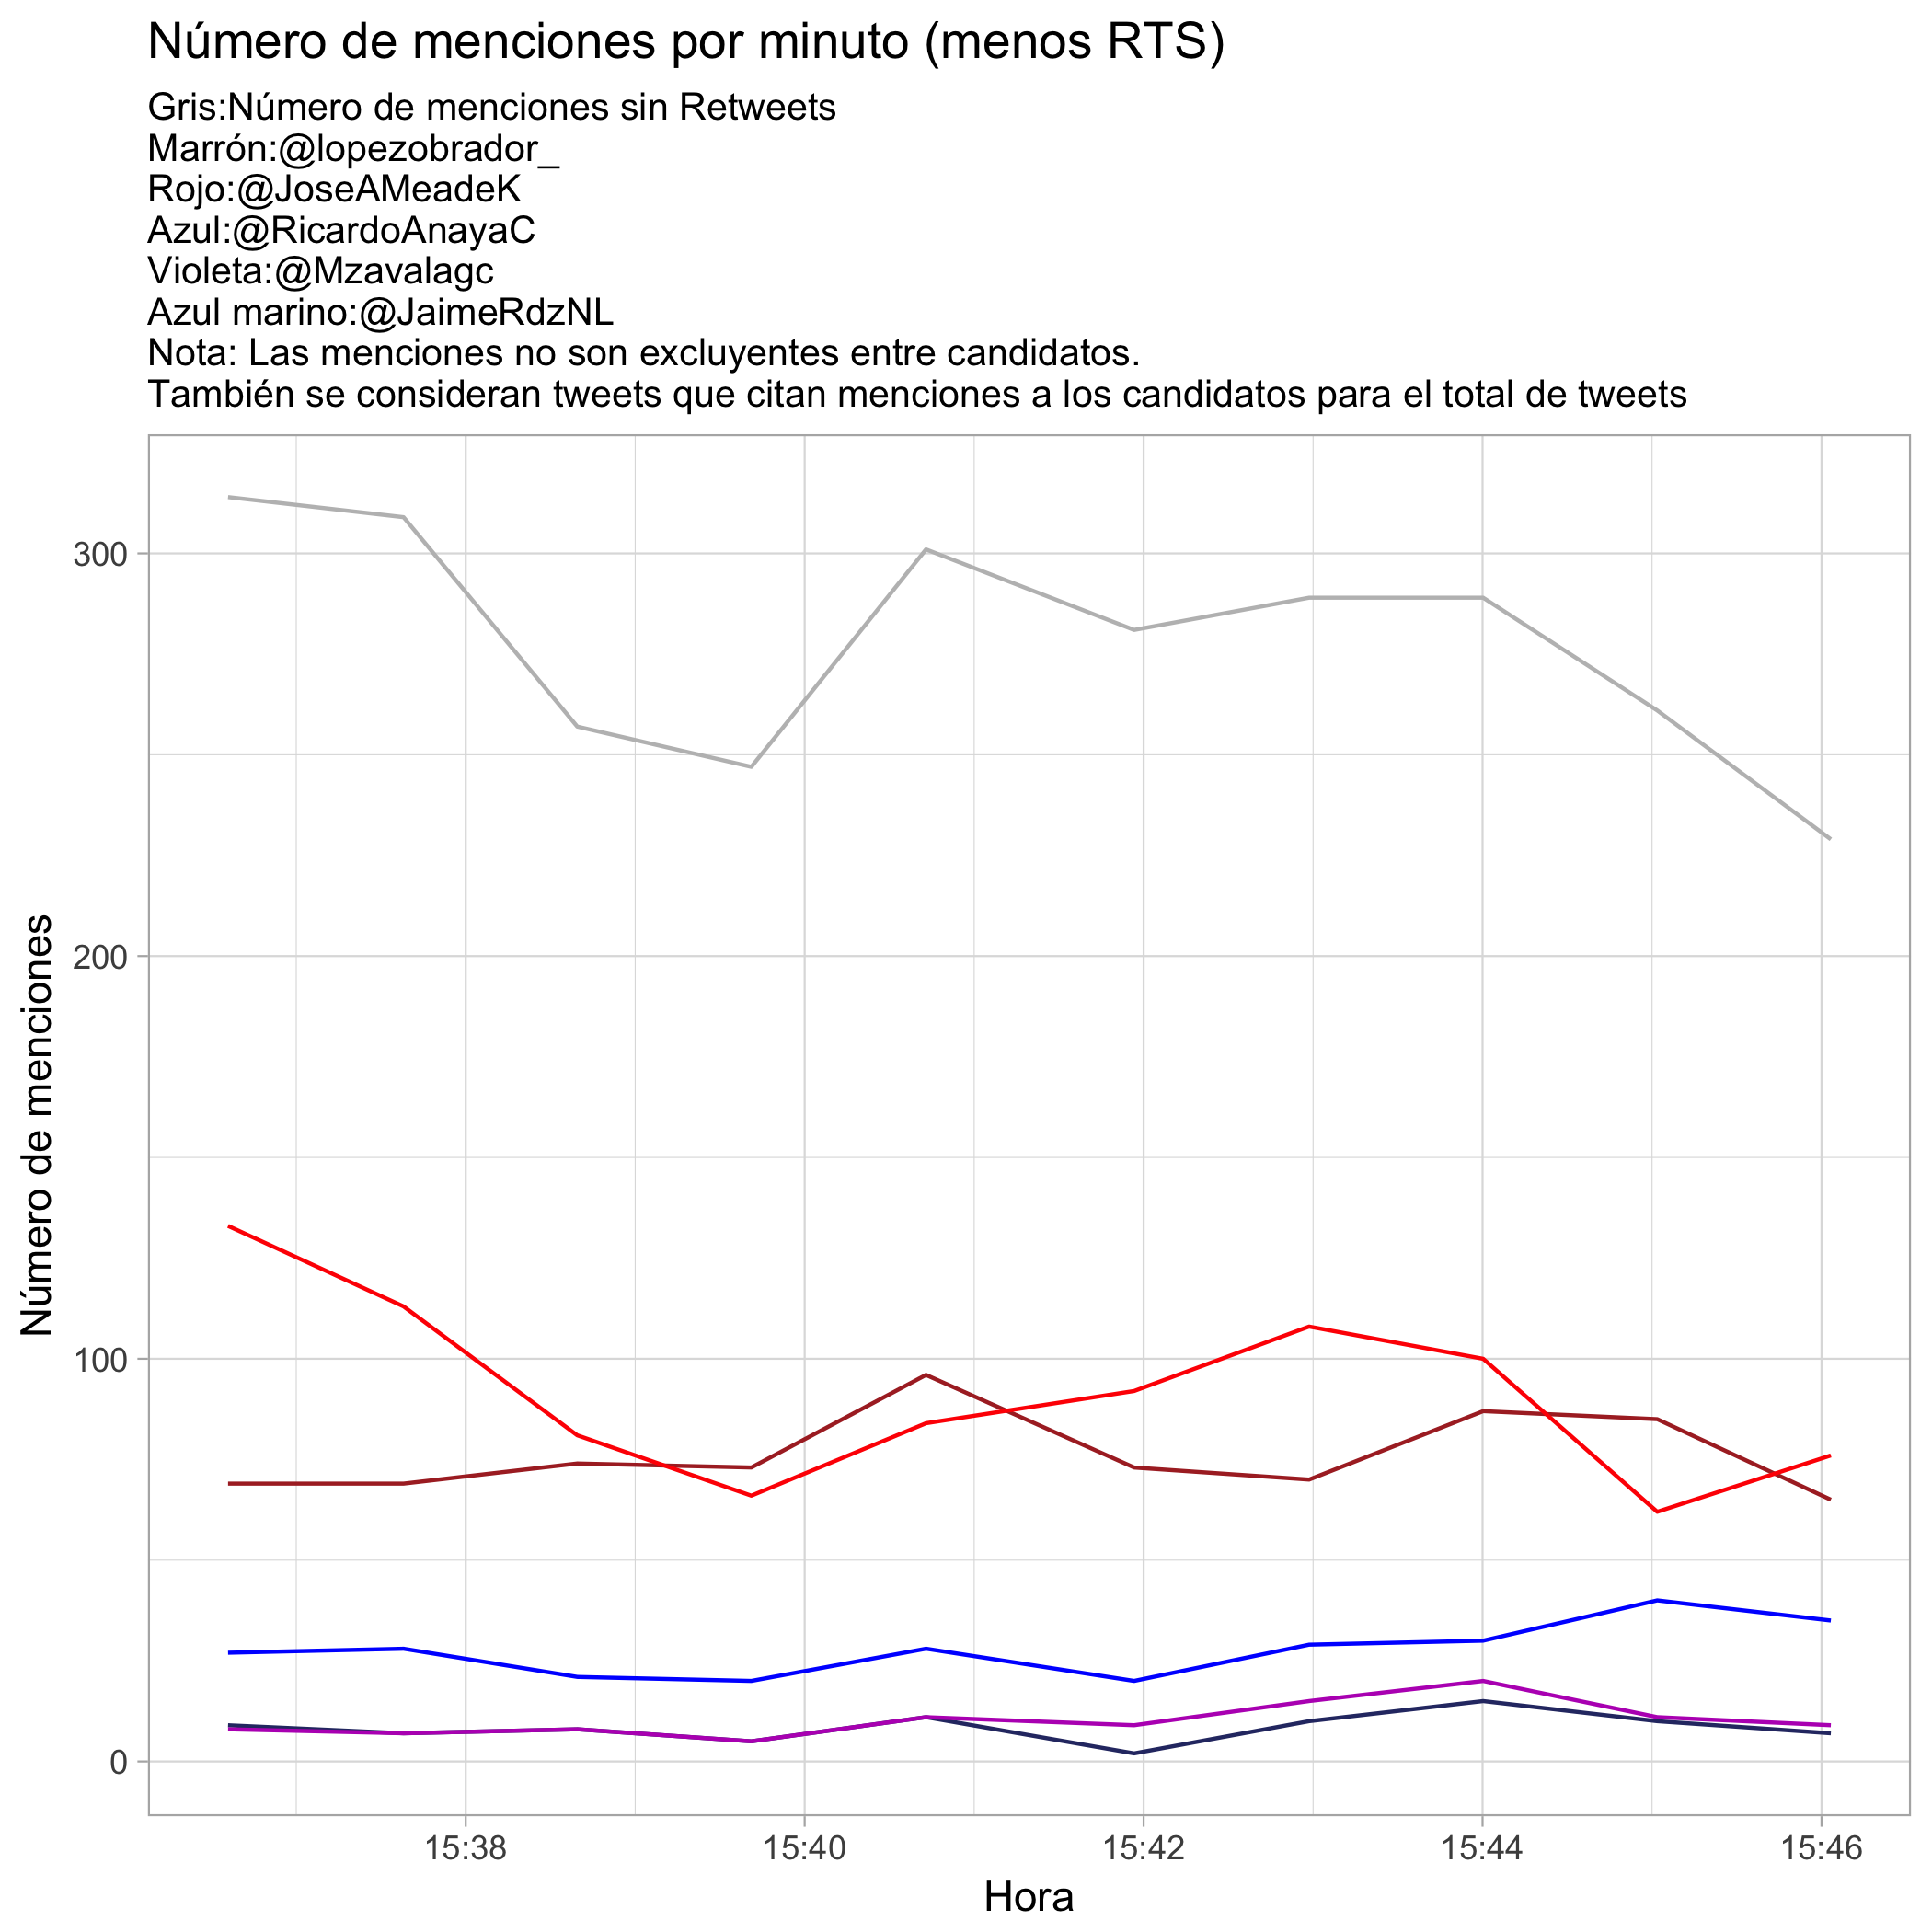 Número de menciones por minuto (menos RTS)
Gris:Número de menciones sin Retweets
Marrón:@lopezobrador_
Rojo:@JoseAMeadeK
Azul:@RicardoAnayaC
Violeta:@Mzavalagc
Azul marino:@JaimeRdzNL
Nota: Las menciones no son excluyentes entre candidatos.
También se consideran tweets que citan menciones a los candidatos para el total de tweets
Número de menciones
300
200
100
0
15:38 15:40 15:42 15:44 15:46
Hora